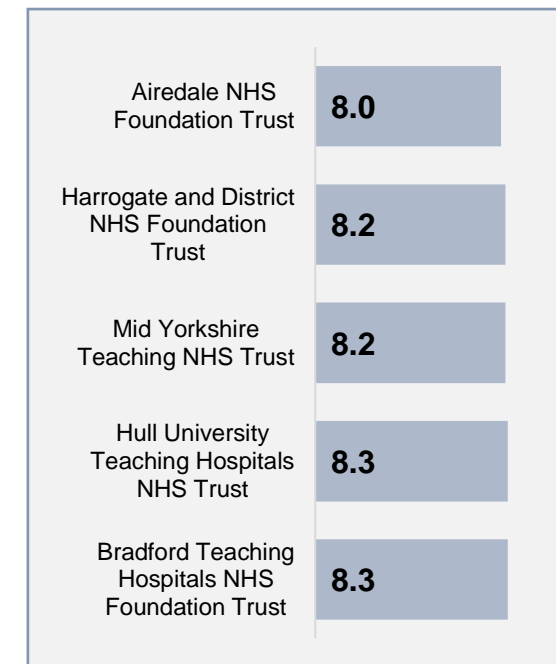 Airedale NHS
Foundation Trust
8.0
Harrogate and District
NHS Foundation
Trust
8.2
Mid Yorkshire
Teaching NHS Trust
8.2
Hull University
Teaching Hospitals
NHS Trust
8.3
Bradford Teaching
Hospitals NHS
Foundation Trust
8.3